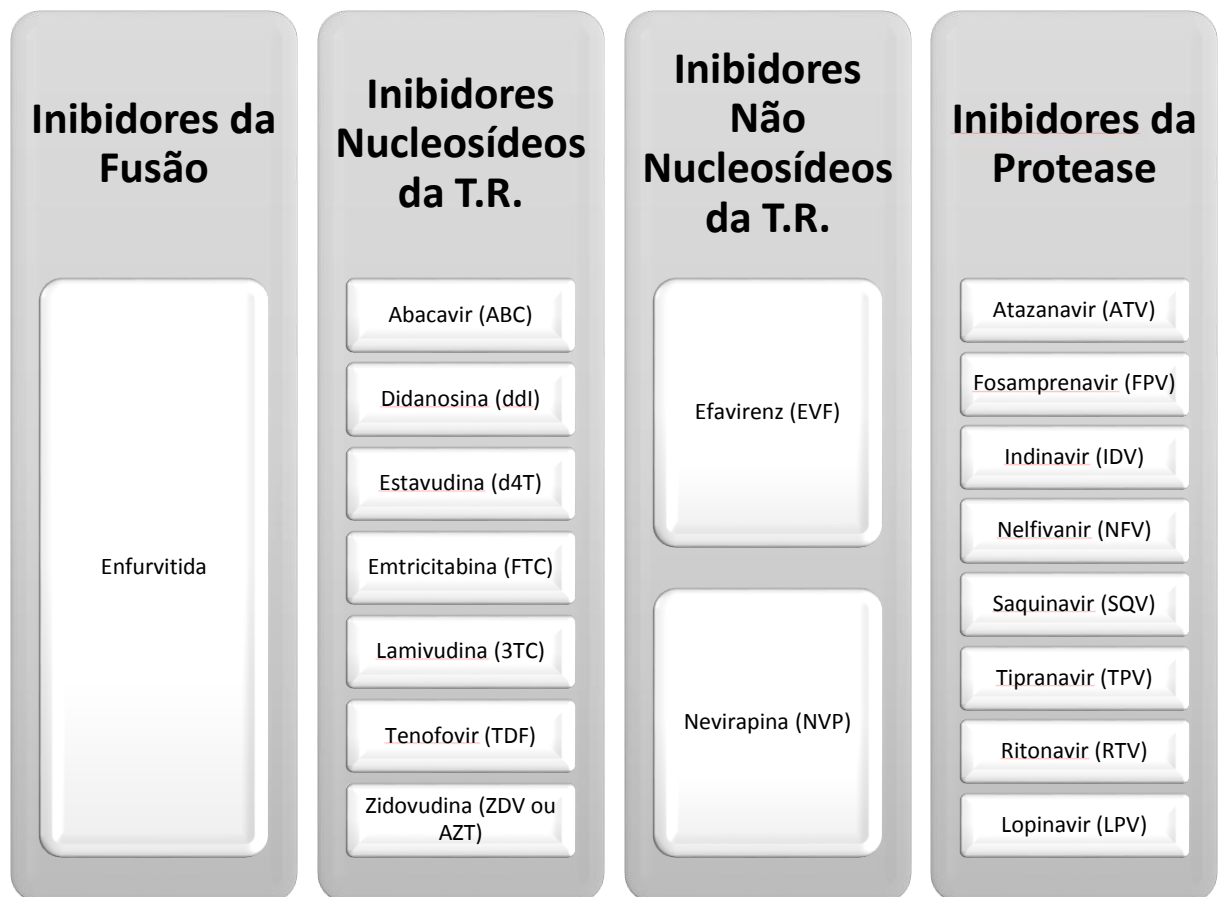 Inibidores da
Fusão
Enfurvitida
Inibidores
Nucleosídeos
da T.R.
Abacavir (ABC)
Didanosina (ddI)
Estavudina (d4T)
Emtricitabina (FTC)
Lamivudina (3TC)
Tenofovir (TDF)
Zidovudina (ZDV ou
AZT)
Inibidores
Não
Nucleosídeos
da T.R.
Efavirenz (EVF)
Nevirapina (NVP)
Inibidores da
Protease
Atazanavir (ATV)
Fosamprenavir (FPV)
Indinavir (IDV)
Nelfivanir (NFV)
Saquinavir (SQV)
Tipranavir (TPV)
Ritonavir (RTV)
Lopinavir (LPV)